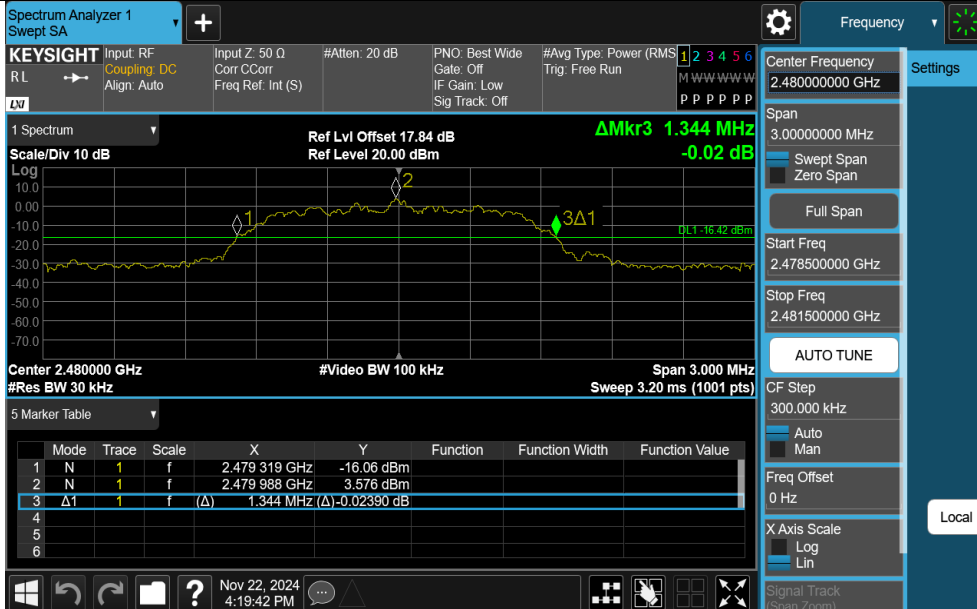 Spectrum Analyzer 1
Swept SA
Frequency
KEYSIGHT
RL
LXI
Input: RF
Coupling: DC
Align: Auto
Input Z: 50 Ω
Corr CCorr
Freq Ref: Int (S)
#Atten: 20 dB
PNO: Best Wide
Gate: Off
IF Gain: Low
Sig Track: Off
#Avg Type: Power (RMS
Trig: Free Run
1 2 3 4 5 6
M W W W W W
P P P P P P
1 Spectrum
Scale/Div 10 dB
Ref Lvl Offset 17.84 dB
Ref Level 20.00 dBm
ΔMkr3 1.344 MHz
-0.02 dB
Log
10.0
0.00
-10.0
-20.0
-30.0
-40.0
-50.0
-60.0
-70.0
1
2
3Δ1
DL1 -16.42 dBm
Center 2.480000 GHz
#Video BW 100 kHz
Span 3.000 MHz
#Res BW 30 kHz
Sweep 3.20 ms (1001 pts)
5 Marker Table
Mode Trace Scale X Y Function Function Width Function Value
1 N 1 f 2.479 319 GHz -16.06 dBm
2 N 1 f 2.479 988 GHz 3.576 dBm
3 Δ1 1 f (Δ) 1.344 MHz (Δ) -0.02390 dB
4
5
6
Center Frequency
2.480000000 GHz
Settings
Span
3.00000000 MHz
Swept Span
Zero Span
Full Span
Start Freq
2.478500000 GHz
Stop Freq
2.481500000 GHz
AUTO TUNE
CF Step
300.000 kHz
Auto
Man
Freq Offset
0 Hz
Local
X Axis Scale
Log
Lin
Signal Track
(Span Zoom)
?
Nov 22, 2024
4:19:42 PM